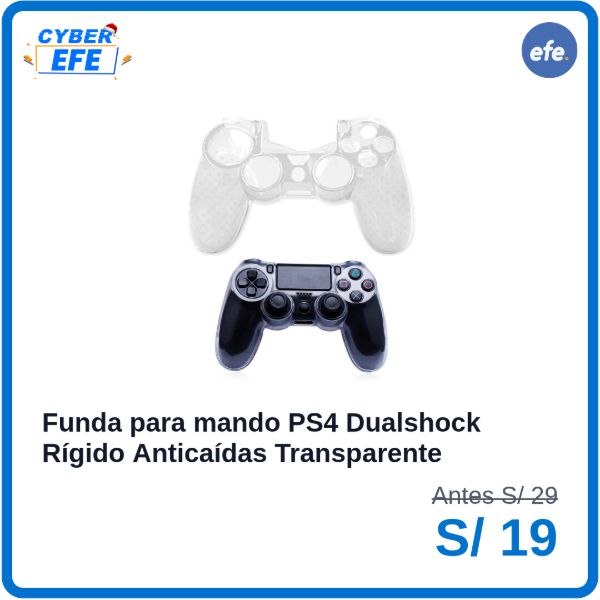 CYBER
EFE
efe.
Funda para mando PS4 Dualshock
Rígido Anticaídas Transparente
Antes S/ 29
S/ 19